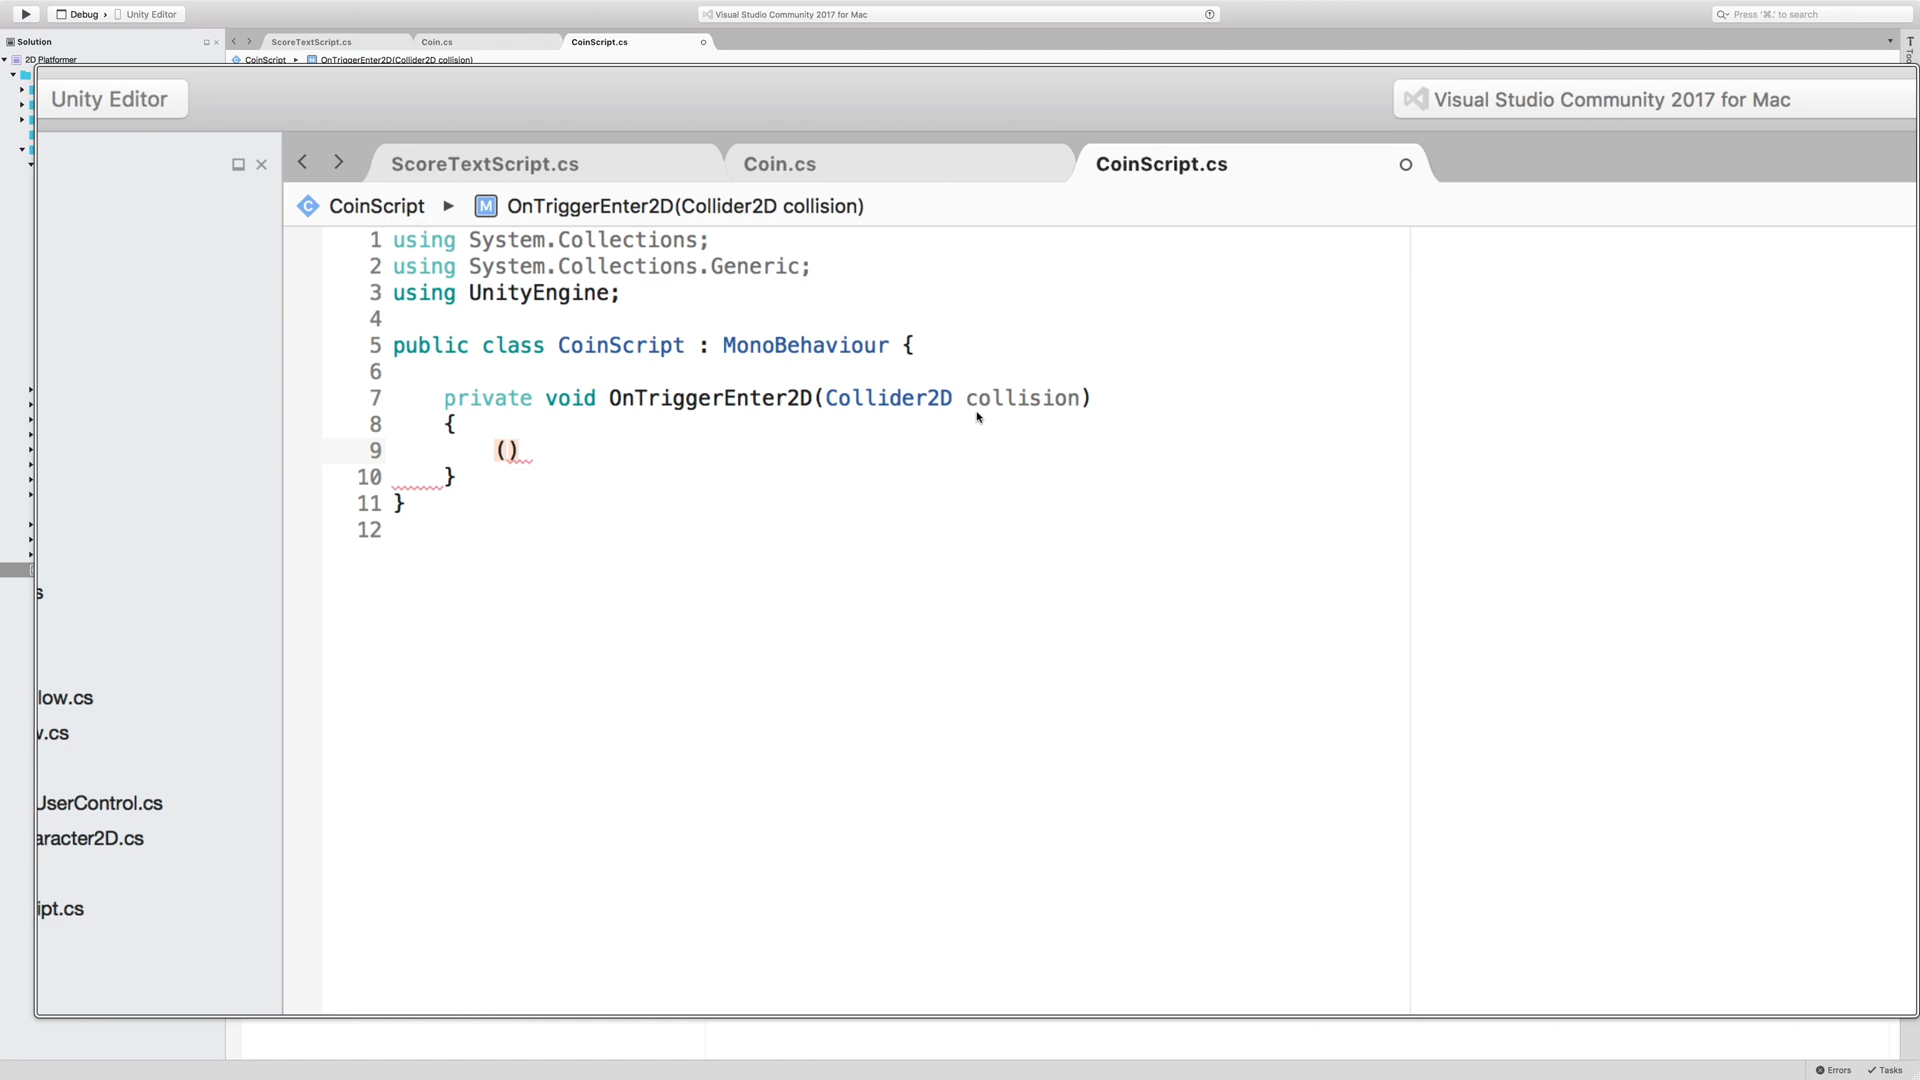 Debug › Unity Editor
Visual Studio Community 2017 for Mac
Press '⌘.' to search
Solution
ScoreTextScript.cs
Coin.cs
CoinScript.cs
2D Platformer
CoinScript ▸ OnTriggerEnter2D(Collider2D collision)
Unity Editor
Visual Studio Community 2017 for Mac
ScoreTextScript.cs
Coin.cs
CoinScript.cs
C CoinScript ▸ M OnTriggerEnter2D(Collider2D collision)
1 using System.Collections;
2 using System.Collections.Generic;
3 using UnityEngine;
4
5 public class CoinScript : MonoBehaviour {
6
7 private void OnTriggerEnter2D(Collider2D collision)
8 {
9 ()
10 }
11 }
12
s
low.cs
v.cs
UserControl.cs
aracter2D.cs
ipt.cs
Errors
Tasks